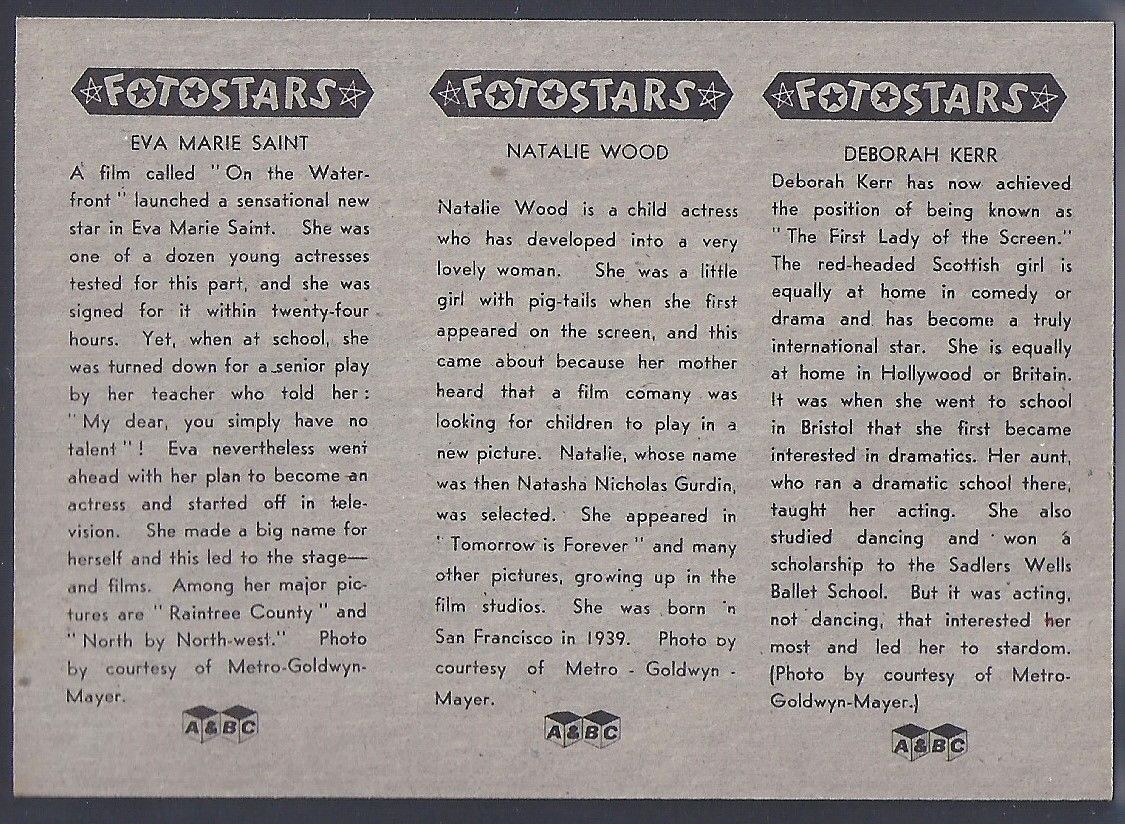 FOTOSTARS
EVA MARIE SAINT
A film called "On the Water-
front" launched a sensational new
star in Eva Marie Saint. She was
one of a dozen young actresses
tested for this part, and she was
signed for it within twenty-four
hours. Yet, when at school, she
was turned down for a senior play
by her teacher who told her:
"My dear, you simply have no
talent"! Eva nevertheless went
ahead with her plan to become an
actress and started off in tele-
vision. She made a big name for
herself and this led to the stage—
and films. Among her major pic-
tures are "Raintree County" and
"North by North-west." Photo
by courtesy of Metro-Goldwyn-
Mayer.
A&BC
FOTOSTARS
NATALIE WOOD
Natalie Wood is a child actress
who has developed into a very
lovely woman. She was a little
girl with pig-tails when she first
appeared on the screen, and this
came about because her mother
heard that a film comany was
looking for children to play in a
new picture. Natalie, whose name
was then Natasha Nicholas Gurdin,
was selected. She appeared in
"Tomorrow is Forever" and many
other pictures, growing up in the
film studios. She was born in
San Francisco in 1939. Photo by
courtesy of Metro - Goldwyn -
Mayer.
A&BC
FOTOSTARS
DEBORAH KERR
Deborah Kerr has now achieved
the position of being known as
"The First Lady of the Screen."
The red-headed Scottish girl is
equally at home in comedy or
drama and has become a truly
international star. She is equally
at home in Hollywood or Britain.
It was when she went to school
in Bristol that she first became
interested in dramatics. Her aunt,
who ran a dramatic school there,
taught her acting. She also
studied dancing and won a
scholarship to the Sadlers Wells
Ballet School. But it was acting,
not dancing, that interested her
most and led her to stardom.
(Photo by courtesy of Metro-
Goldwyn-Mayer.)
A&BC